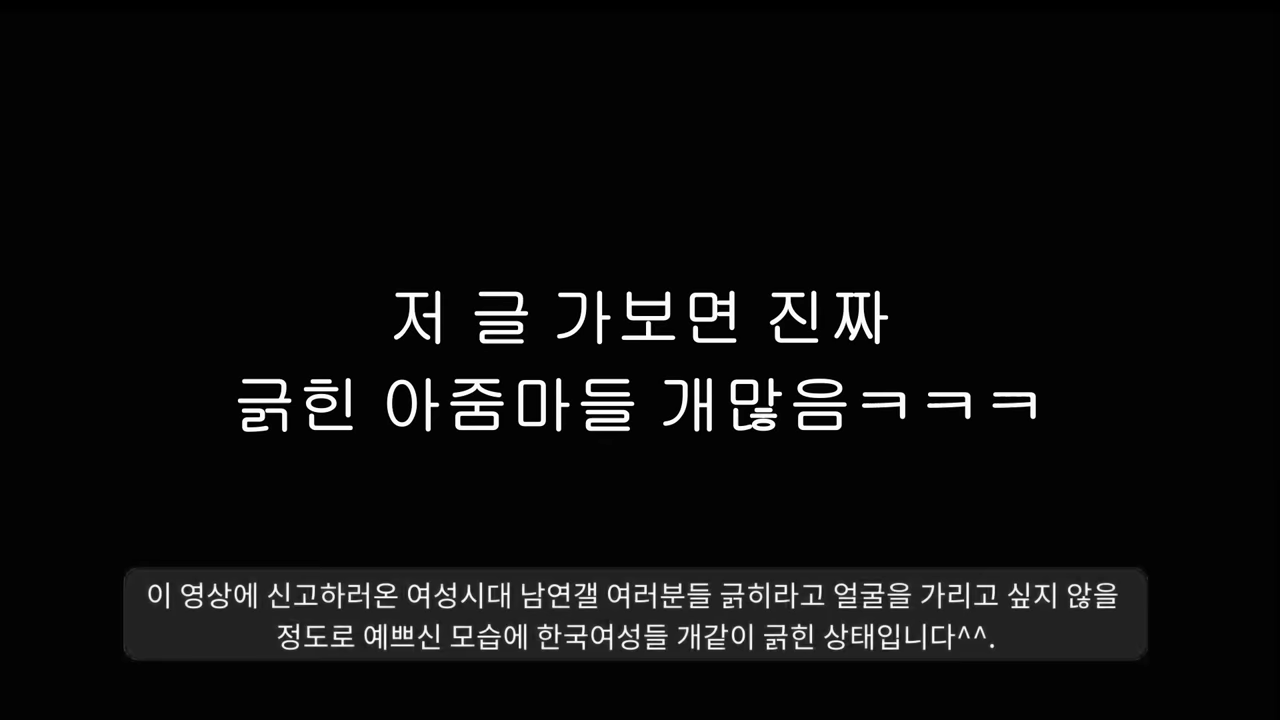 저 글 가보면 진짜
긁힌 아줌마들 개많음ㅋㅋㅋ
이 영상에 신고하러온 여성시대 남연갤 여러분들 긁히라고 얼굴을 가리고 싶지 않을
정도로 예쁘신 모습에 한국여성들 개같이 긁힌 상태입니다^^.